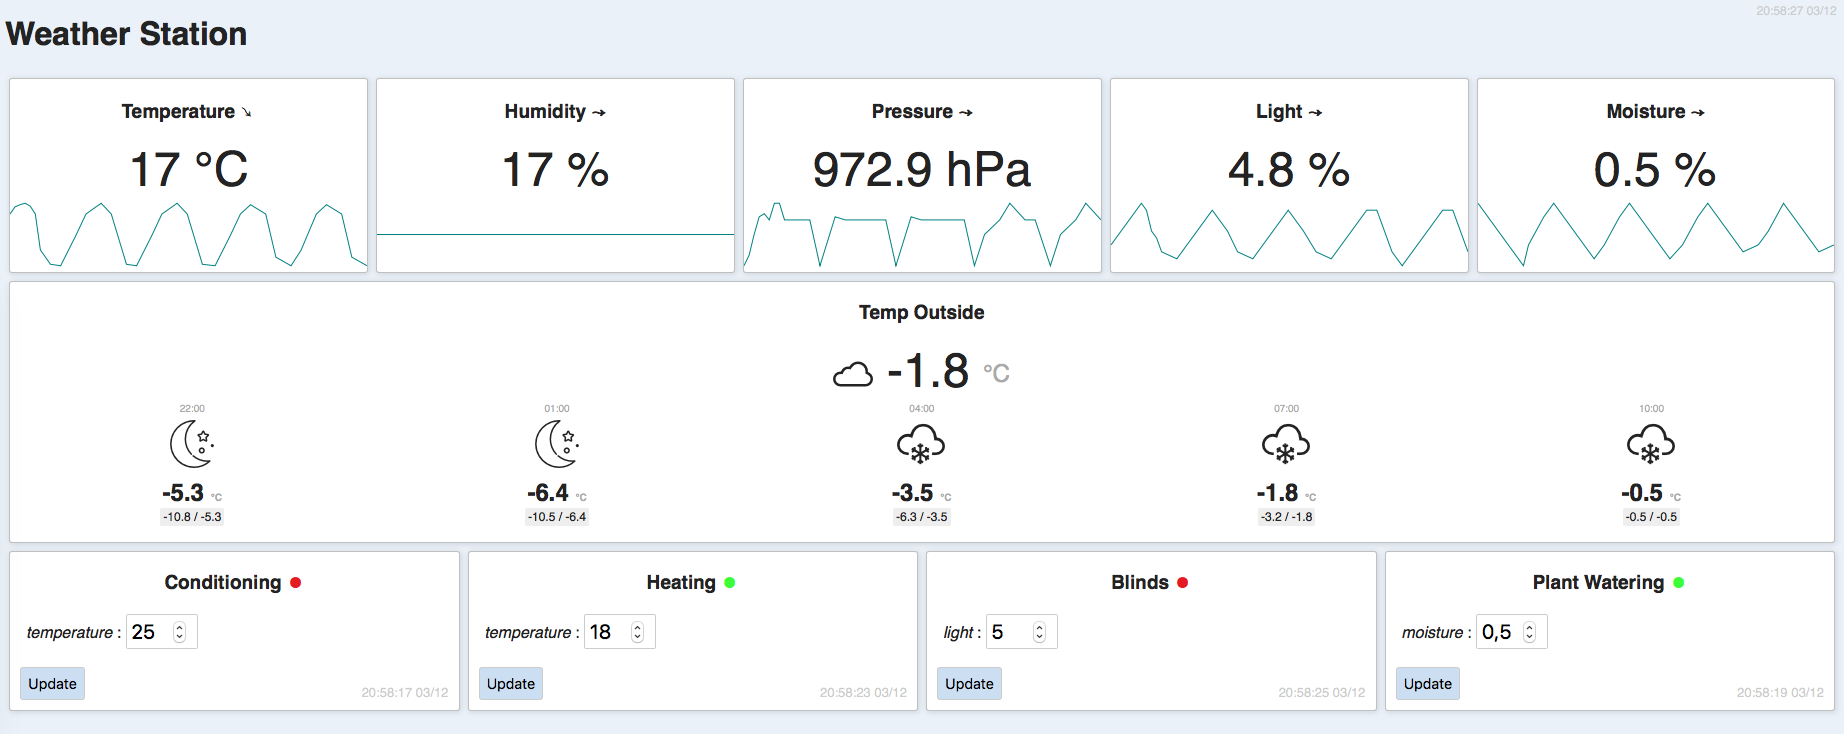 20:58:27 03/12
Weather Station
Temperature ↘
Humidity →
Pressure →
Light →
Moisture →
17 °C
17 %
972.9 hPa
4.8 %
0.5 %
Temp Outside
-1.8 °C
22:00
01:00
04:00
07:00
10:00
-5.3 °C
-6.4 °C
-3.5 °C
-1.8 °C
-0.5 °C
-10.8 / -5.3
-10.5 / -6.4
-6.3 / -3.5
-3.2 / -1.8
-0.5 / -0.5
Conditioning
temperature : 25
Update
20:58:17 03/12
Heating
temperature : 18
Update
20:58:23 03/12
Blinds
light : 5
Update
20:58:25 03/12
Plant Watering
moisture : 0,5
Update
20:58:19 03/12